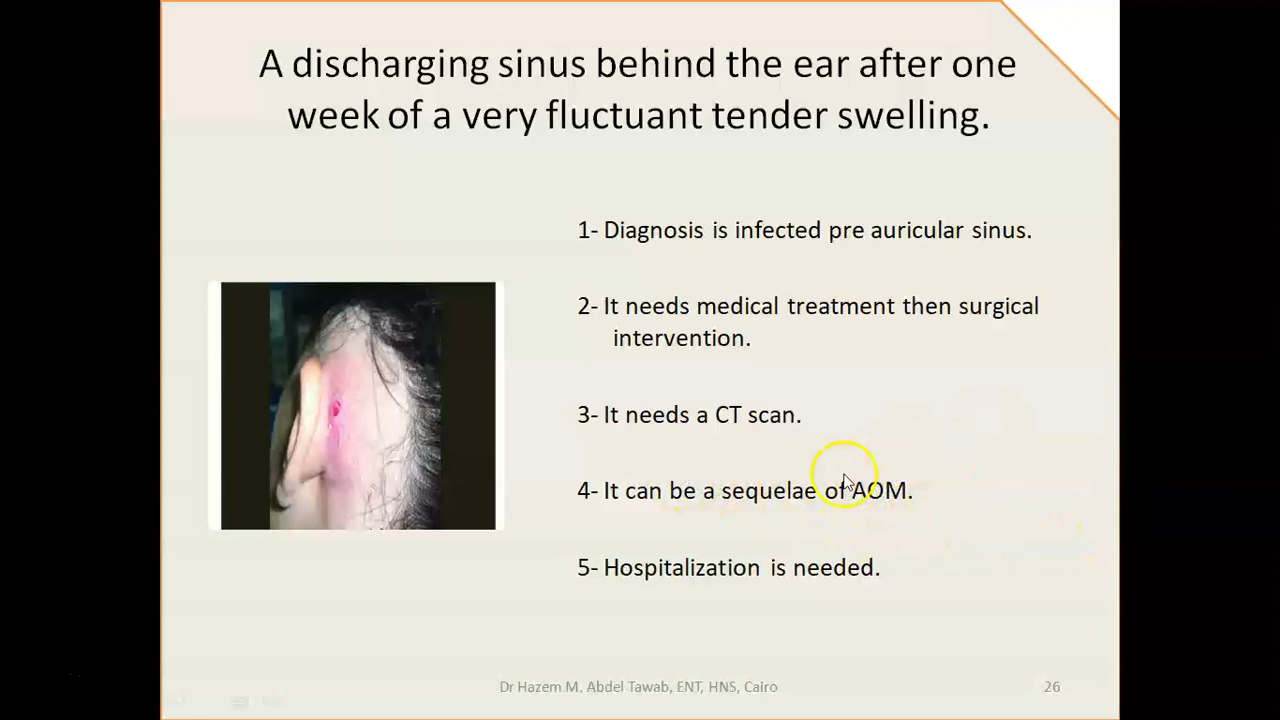 A discharging sinus behind the ear after one
week of a very fluctuant tender swelling.
1- Diagnosis is infected pre auricular sinus.
2- It needs medical treatment then surgical
intervention.
3- It needs a CT scan.
4- It can be a sequelae of AOM.
5- Hospitalization is needed.
Dr Hazem M. Abdel Tawab, ENT, HNS, Cairo
26